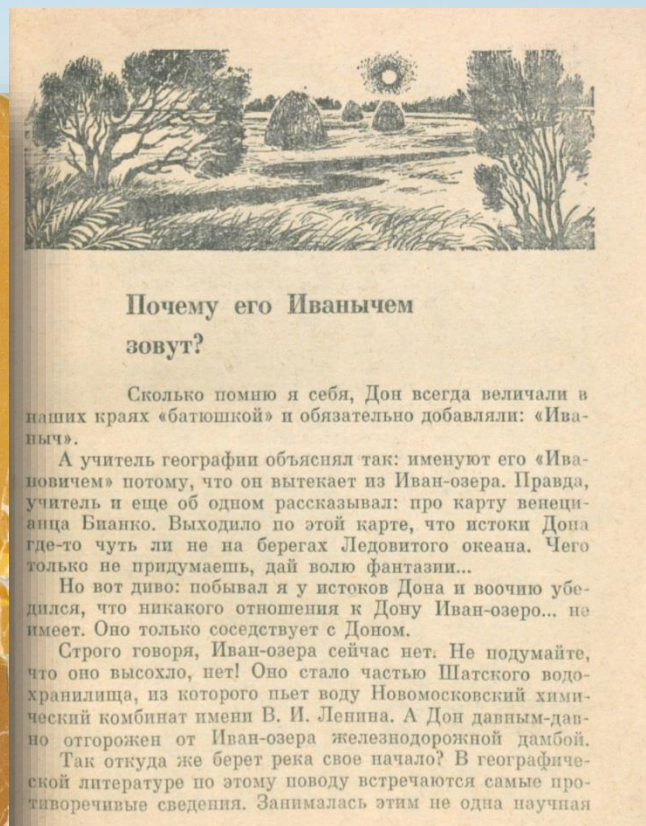 Почему его Иванычем
зовут?
Сколько помню я себя, Дон всегда величали в
наших краях «батюшкой» и обязательно добавляли: «Ива-
ныч».
А учитель географии объяснял так: именуют его «Ива-
новичем» потому, что он вытекает из Иван-озера. Правда,
учитель и еще об одном рассказывал: про карту венеци-
анца Бианко. Выходило по этой карте, что истоки Дона
где-то чуть ли не на берегах Ледовитого океана. Чего
только не придумаешь, дай волю фантазии...
Но вот диво: побывал я у истоков Дона и воочию убе-
дился, что никакого отношения к Дону Иван-озеро... не
имеет. Оно только соседствует с Доном.
Строго говоря, Иван-озера сейчас нет. Не подумайте,
что оно высохло, нет! Оно стало частью Шатского водо-
хранилища, из которого пьет воду Новомосковский хими-
ческий комбинат имени В. И. Ленина. А Дон давным-дав-
но отгорожен от Иван-озера железнодорожной дамбой.
Так откуда же берет река свое начало? В географиче-
ской литературе по этому поводу встречаются самые про-
тиворечивые сведения. Занималась этим не одна научная